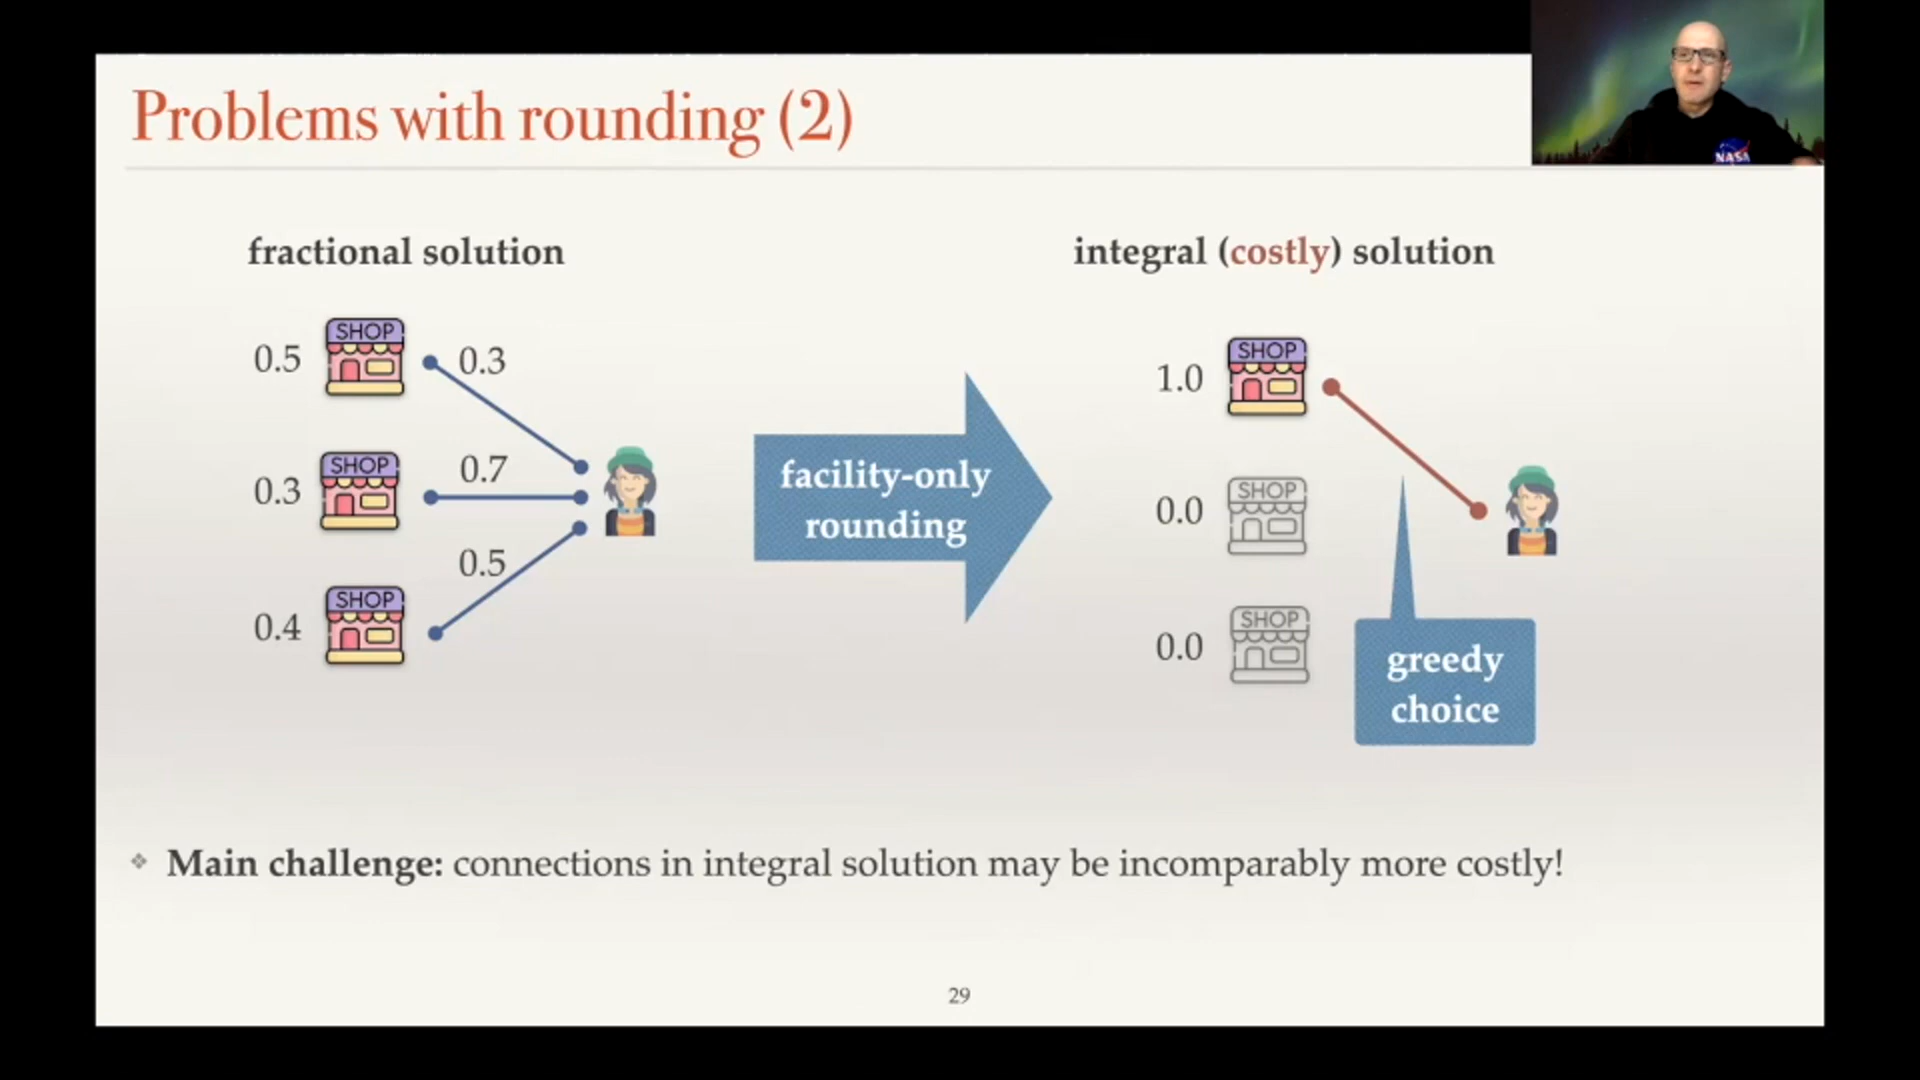 Problems with rounding (2)
NASA
fractional solution
integral (costly) solution
SHOP
0.5
0.3
SHOP
0.3
0.7
SHOP
0.4
0.5
facility-only
rounding
SHOP
1.0
SHOP
0.0
SHOP
0.0
greedy
choice
❖ Main challenge: connections in integral solution may be incomparably more costly!
29